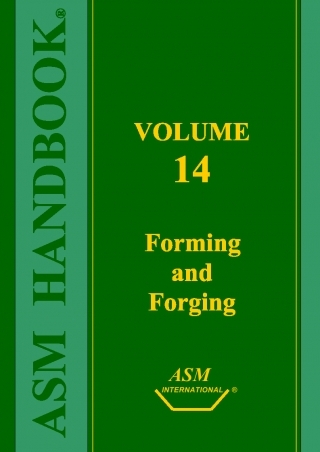 ASM HANDBOOK®
VOLUME
14
Forming
and
Forging
ASM
INTERNATIONAL ®